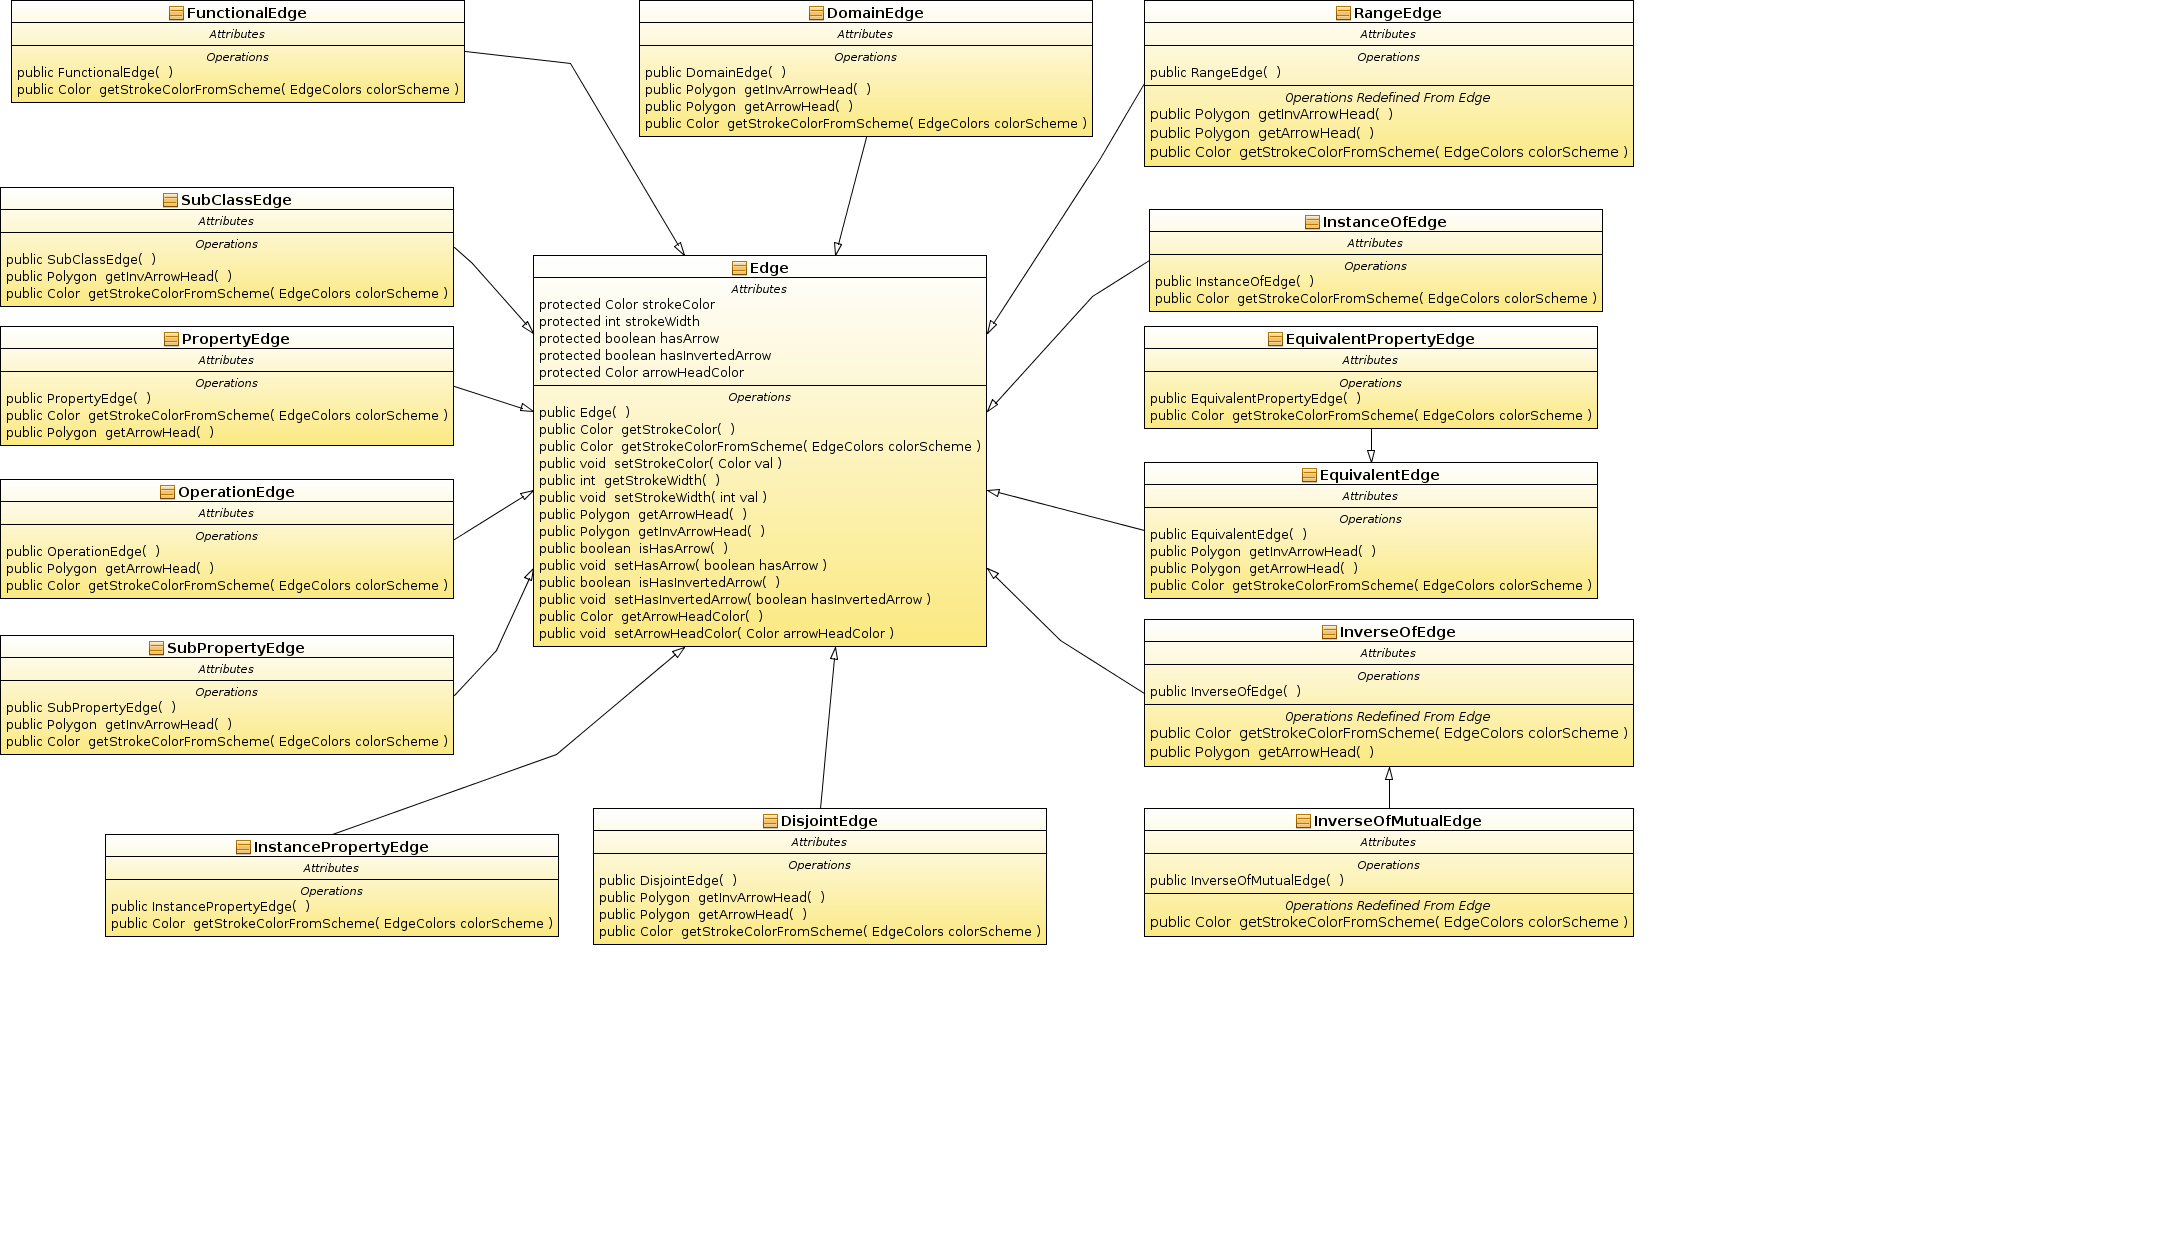 FunctionalEdge
Attributes
Operations
public FunctionalEdge(  )
public Color  getStrokeColorFromScheme( EdgeColors colorScheme )
DomainEdge
Attributes
Operations
public DomainEdge(  )
public Polygon  getInvArrowHead(  )
public Polygon  getArrowHead(  )
public Color  getStrokeColorFromScheme( EdgeColors colorScheme )
RangeEdge
Attributes
Operations
public RangeEdge(  )
Operations Redefined From Edge
public Polygon  getInvArrowHead(  )
public Polygon  getArrowHead(  )
public Color  getStrokeColorFromScheme( EdgeColors colorScheme )
SubClassEdge
Attributes
Operations
public SubClassEdge(  )
public Polygon  getInvArrowHead(  )
public Color  getStrokeColorFromScheme( EdgeColors colorScheme )
InstanceOfEdge
Attributes
Operations
public InstanceOfEdge(  )
public Color  getStrokeColorFromScheme( EdgeColors colorScheme )
Edge
Attributes
protected Color strokeColor
protected int strokeWidth
protected boolean hasArrow
protected boolean hasInvertedArrow
protected Color arrowHeadColor
Operations
public Edge(  )
public Color  getStrokeColor(  )
public Color  getStrokeColorFromScheme( EdgeColors colorScheme )
public void  setStrokeColor( Color val )
public int  getStrokeWidth(  )
public void  setStrokeWidth( int val )
public Polygon  getArrowHead(  )
public Polygon  getInvArrowHead(  )
public boolean  isHasArrow(  )
public void  setHasArrow( boolean hasArrow )
public boolean  isHasInvertedArrow(  )
public void  setHasInvertedArrow( boolean hasInvertedArrow )
public Color  getArrowHeadColor(  )
public void  setArrowHeadColor( Color arrowHeadColor )
PropertyEdge
Attributes
Operations
public PropertyEdge(  )
public Color  getStrokeColorFromScheme( EdgeColors colorScheme )
public Polygon  getArrowHead(  )
EquivalentPropertyEdge
Attributes
Operations
public EquivalentPropertyEdge(  )
public Color  getStrokeColorFromScheme( EdgeColors colorScheme )
EquivalentEdge
Attributes
Operations
public EquivalentEdge(  )
public Polygon  getInvArrowHead(  )
public Polygon  getArrowHead(  )
public Color  getStrokeColorFromScheme( EdgeColors colorScheme )
OperationEdge
Attributes
Operations
public OperationEdge(  )
public Polygon  getArrowHead(  )
public Color  getStrokeColorFromScheme( EdgeColors colorScheme )
InverseOfEdge
Attributes
Operations
public InverseOfEdge(  )
Operations Redefined From Edge
public Color  getStrokeColorFromScheme( EdgeColors colorScheme )
public Polygon  getArrowHead(  )
SubPropertyEdge
Attributes
Operations
public SubPropertyEdge(  )
public Polygon  getInvArrowHead(  )
public Color  getStrokeColorFromScheme( EdgeColors colorScheme )
InstancePropertyEdge
Attributes
Operations
public InstancePropertyEdge(  )
public Color  getStrokeColorFromScheme( EdgeColors colorScheme )
DisjointEdge
Attributes
Operations
public DisjointEdge(  )
public Polygon  getInvArrowHead(  )
public Polygon  getArrowHead(  )
public Color  getStrokeColorFromScheme( EdgeColors colorScheme )
InverseOfMutualEdge
Attributes
Operations
public InverseOfMutualEdge(  )
Operations Redefined From Edge
public Color  getStrokeColorFromScheme( EdgeColors colorScheme )